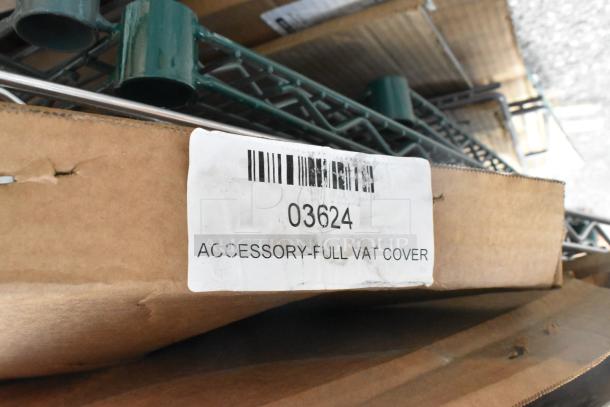 03624
ACCESSORY-FULL VAT COVER